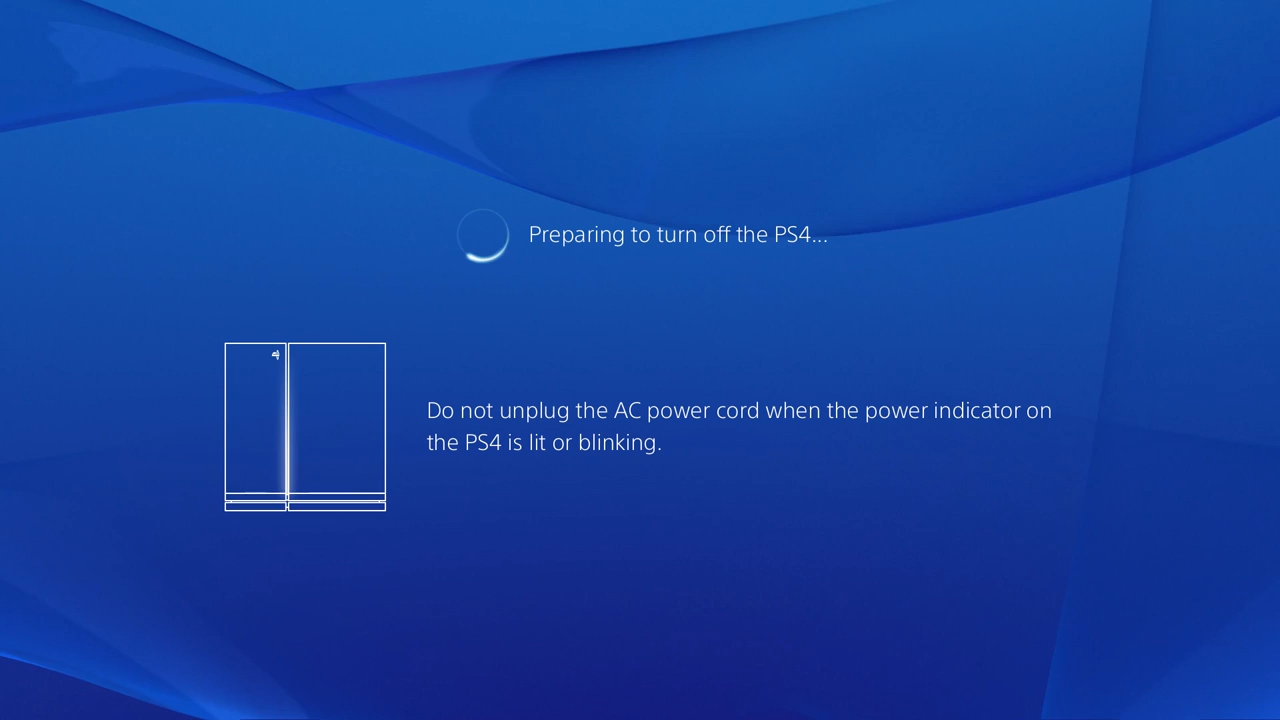 Preparing to turn off the PS4...
Do not unplug the AC power cord when the power indicator on
the PS4 is lit or blinking.